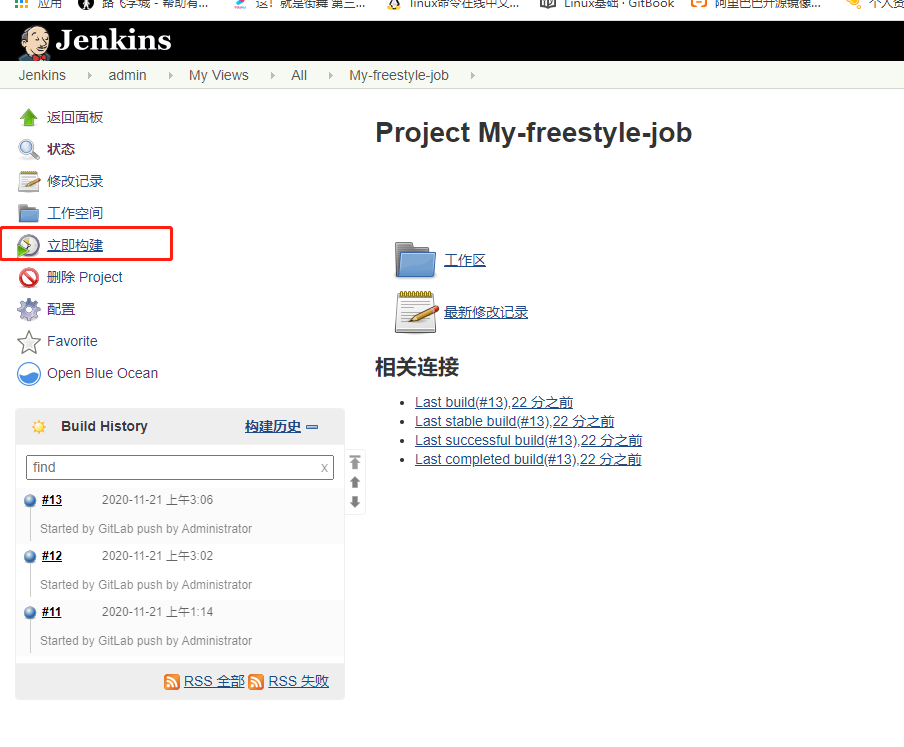 应用 路飞学城 - 帮助有... 这！就是街舞 第三... linux命令在线中文... Linux基础 · GitBook 阿里巴巴开源镜像...
Jenkins
Jenkins admin My Views All My-freestyle-job
返回面板
状态
修改记录
工作空间
立即构建
删除 Project
配置
Favorite
Open Blue Ocean
Build History 构建历史
find x
#13 2020-11-21 上午3:06
Started by GitLab push by Administrator
#12 2020-11-21 上午3:02
Started by GitLab push by Administrator
#11 2020-11-21 上午1:14
Started by GitLab push by Administrator
RSS 全部 RSS 失败
Project My-freestyle-job
工作区
最新修改记录
相关连接
Last build(#13),22 分之前
Last stable build(#13),22 分之前
Last successful build(#13),22 分之前
Last completed build(#13),22 分之前